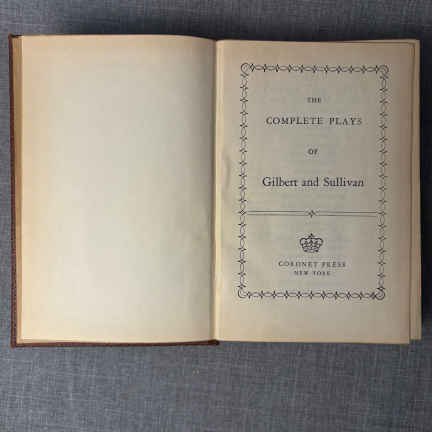 THE
COMPLETE PLAYS
OF
Gilbert and Sullivan
CORONET PRESS
NEW YORK